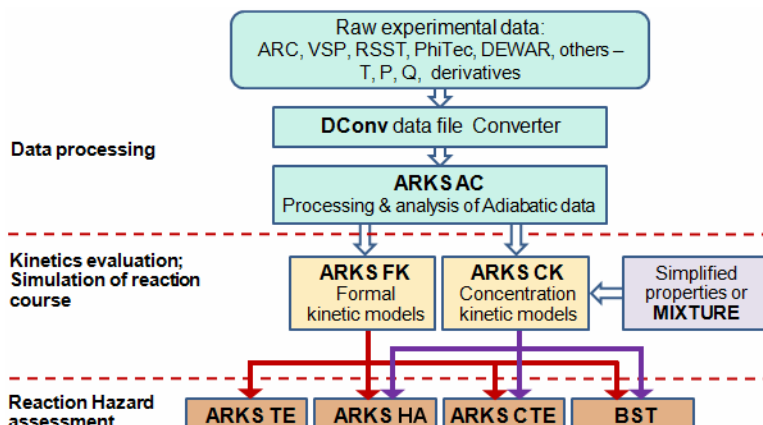 Raw experimental data:
ARC, VSP, RSST, PhiTec, DEWAR, others –
T, P, Q, derivatives
DConv data file Converter
Data processing
ARKS AC
Processing & analysis of Adiabatic data
Kinetics evaluation;
Simulation of reaction
course
ARKS FK
Formal
kinetic models
ARKS CK
Concentration
kinetic models
Simplified
properties or
MIXTURE
Reaction Hazard
assessment
ARKS TE
ARKS HA
ARKS CTE
BST